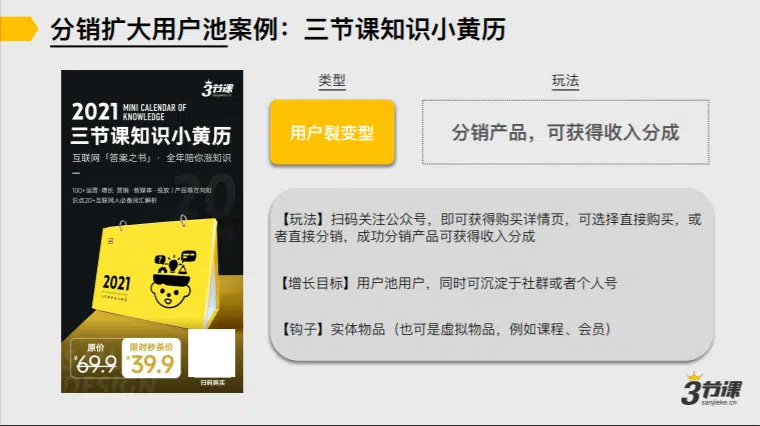 分销扩大用户池案例：三节课知识小黄历
类型
玩法
用户裂变型
分销产品，可获得收入分成
3节课
sanjieke.cn
2021 MINI CALENDAR OF
KNOWLEDGE
三节课知识小黄历
互联网「答案之书」· 全年陪你涨知识
100+运营·增长·营销·新媒体·投放|产品等方向知
识点20+互联网人必备词汇解析
2021
原价
¥69.9
限时秒杀价
¥39.9
扫码购买
【玩法】扫码关注公众号，即可获得购买详情页，可选择直接购买，或
者直接分销，成功分销产品可获得收入分成
【增长目标】用户池用户，同时可沉淀于社群或者个人号
【钩子】实体物品（也可是虚拟物品，例如课程、会员）
3节课
sanjieke.cn